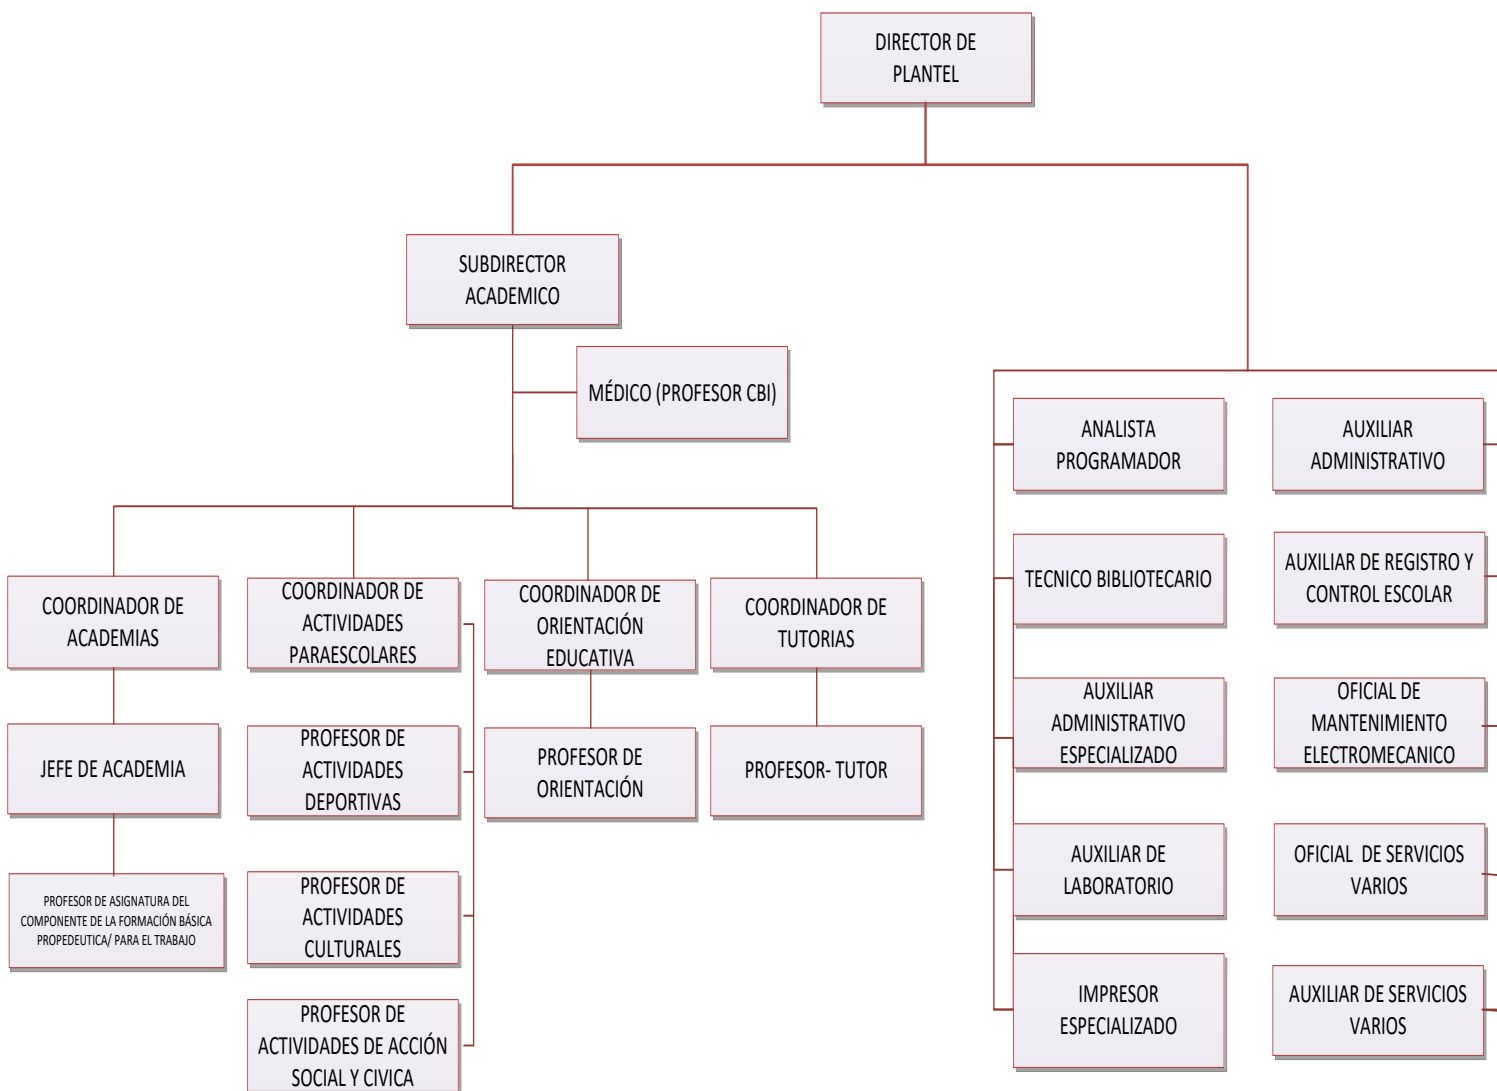 DIRECTOR DE
PLANTEL
SUBDIRECTOR
ACADEMICO
MÉDICO (PROFESOR CBI)
COORDINADOR DE
ACADEMIAS
JEFE DE ACADEMIA
PROFESOR DE ASIGNATURA DEL
COMPONENTE DE LA FORMACIÓN BÁSICA
PROPEDEUTICA/ PARA EL TRABAJO
COORDINADOR DE
ACTIVIDADES
PARAESCOLARES
PROFESOR DE
ACTIVIDADES
DEPORTIVAS
PROFESOR DE
ACTIVIDADES
CULTURALES
PROFESOR DE
ACTIVIDADES DE ACCIÓN
SOCIAL Y CIVICA
COORDINADOR DE
ORIENTACIÓN
EDUCATIVA
PROFESOR DE
ORIENTACIÓN
COORDINADOR DE
TUTORIAS
PROFESOR- TUTOR
ANALISTA
PROGRAMADOR
TECNICO BIBLIOTECARIO
AUXILIAR
ADMINISTRATIVO
ESPECIALIZADO
AUXILIAR DE
LABORATORIO
IMPRESOR
ESPECIALIZADO
AUXILIAR
ADMINISTRATIVO
AUXILIAR DE REGISTRO Y
CONTROL ESCOLAR
OFICIAL DE
MANTENIMIENTO
ELECTROMECANICO
OFICIAL  DE SERVICIOS
VARIOS
AUXILIAR DE SERVICIOS
VARIOS